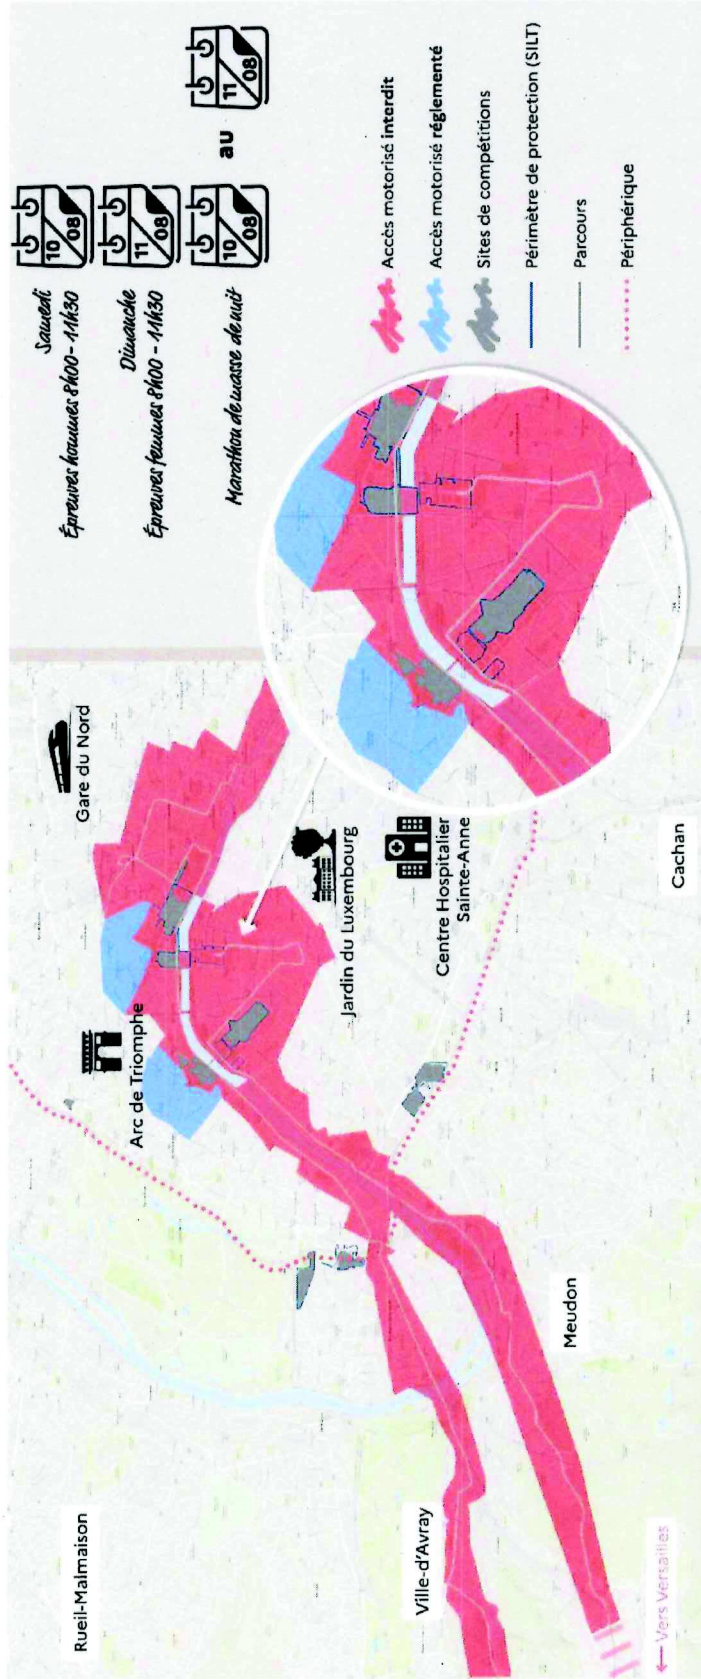 Samedi
Épreuves hommes 8h00 - 11h30
10
08
Dimanche
Épreuves femmes 8h00 - 11h30
11
08
Marathon de masse de nuit
10
08
au
11
08
Accès motorisé interdit
Accès motorisé réglementé
Sites de compétitions
Périmètre de protection (SILT)
Parcours
Périphérique
Gare du Nord
Arc de Triomphe
Jardin du Luxembourg
Centre Hospitalier
Sainte-Anne
Cachan
Rueil-Malmaison
Ville-d'Avray
Meudon
← Vers Versailles